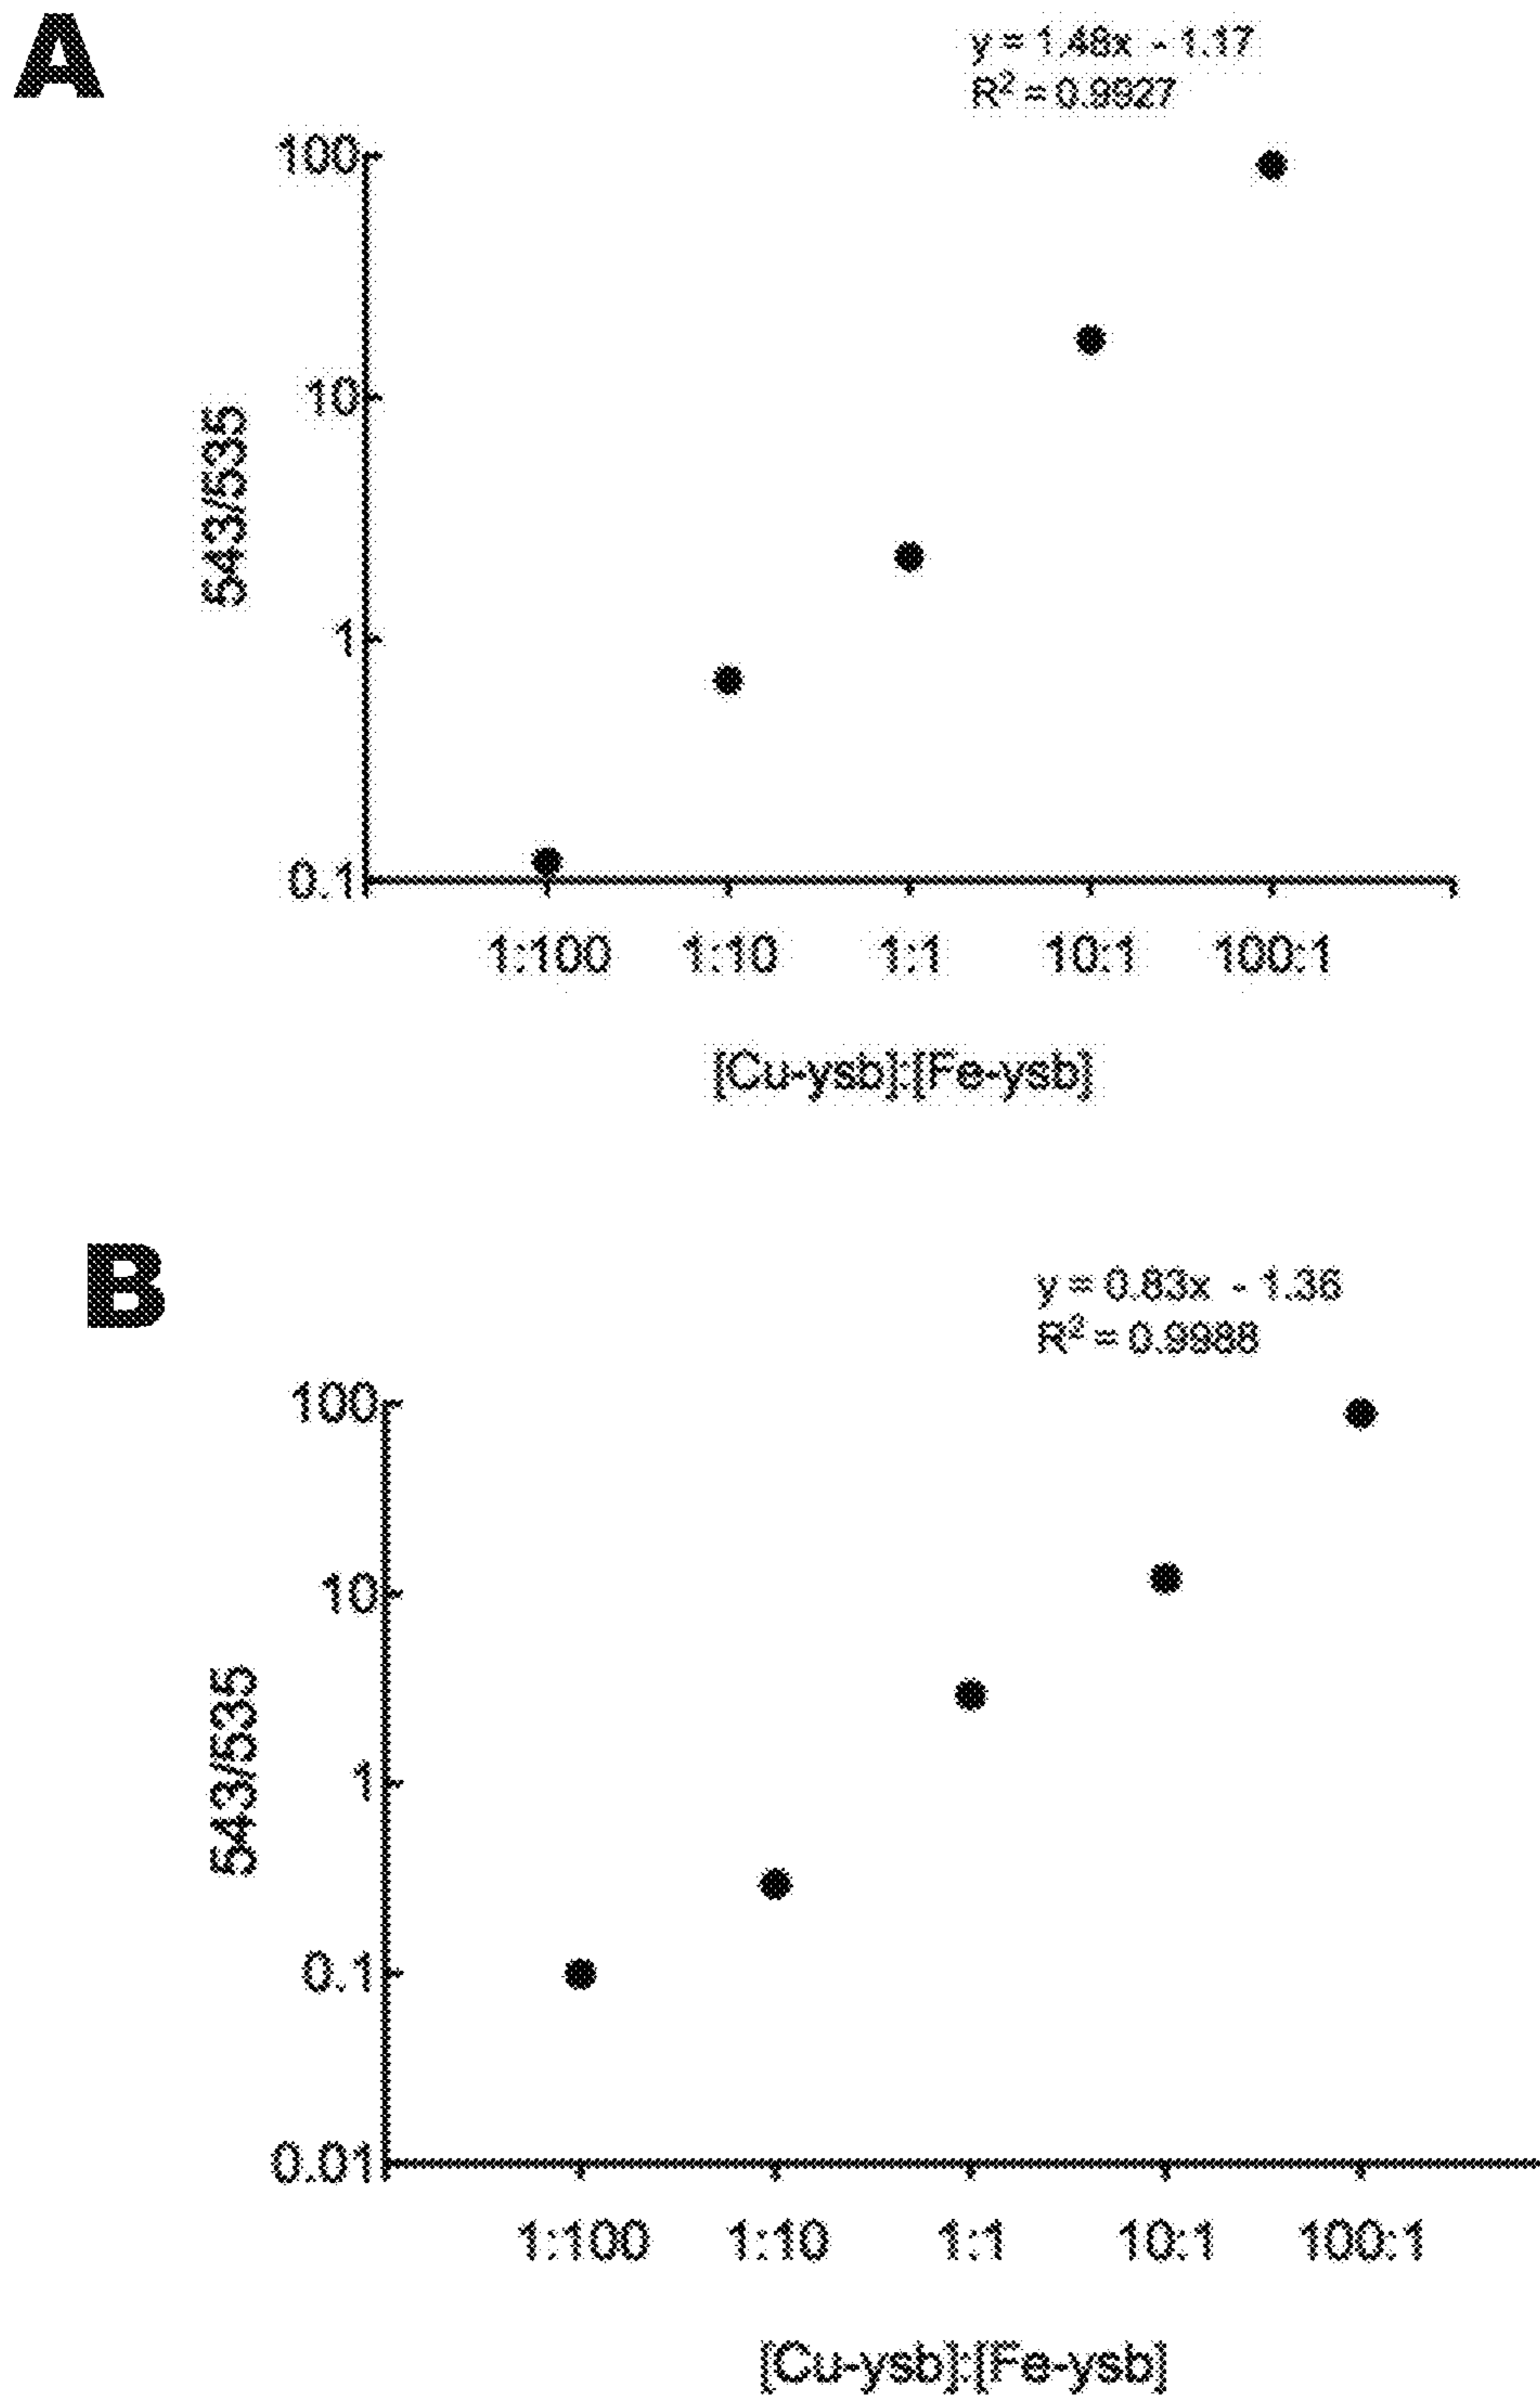 A
y = 1.48x - 1.17
R² = 0.9927
100
10
1
0.1
543/535
1:100 1:10 1:1 10:1 100:1
[Cu-ysb]:[Fe-ysb]
B
y = 0.83x - 1.36
R² = 0.9988
100
10
1
0.1
0.01
543/535
1:100 1:10 1:1 10:1 100:1
[Cu-ysb]:[Fe-ysb]